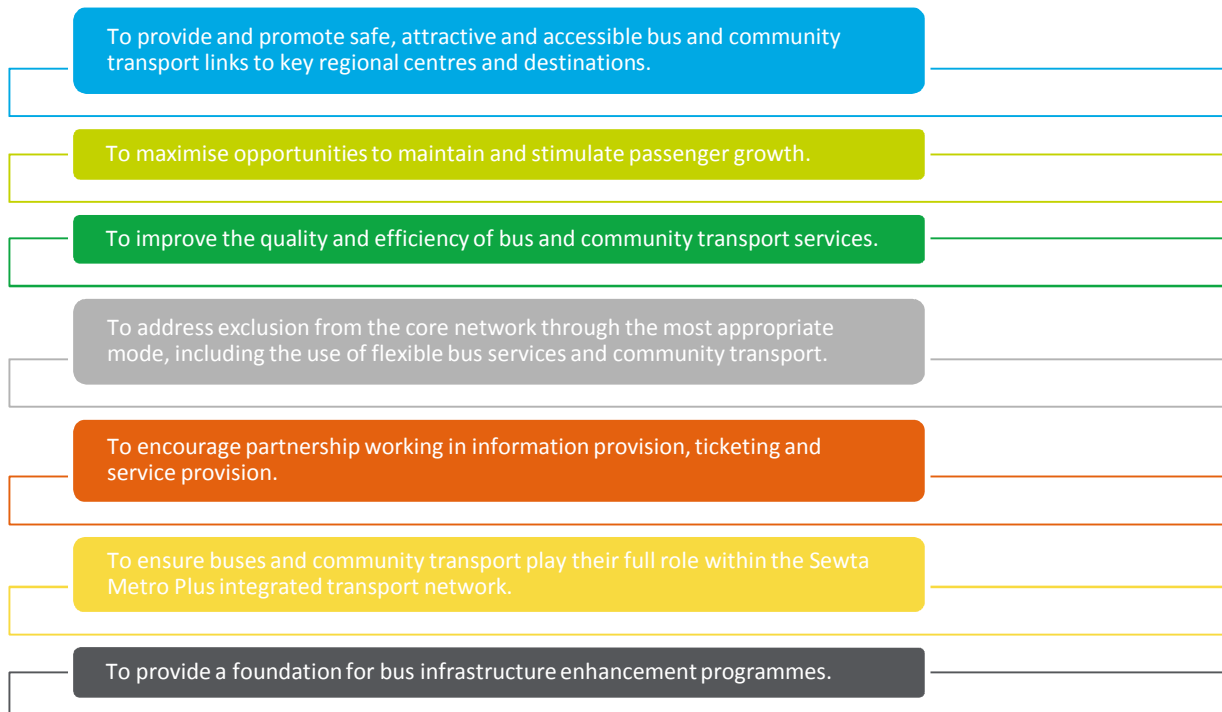 To provide and promote safe, attractive and accessible bus and community
transport links to key regional centres and destinations.
To maximise opportunities to maintain and stimulate passenger growth.
To improve the quality and efficiency of bus and community transport services.
To address exclusion from the core network through the most appropriate
mode, including the use of flexible bus services and community transport.
To encourage partnership working in information provision, ticketing and
service provision.
To ensure buses and community transport play their full role within the Sewta
Metro Plus integrated transport network.
To provide a foundation for bus infrastructure enhancement programmes.